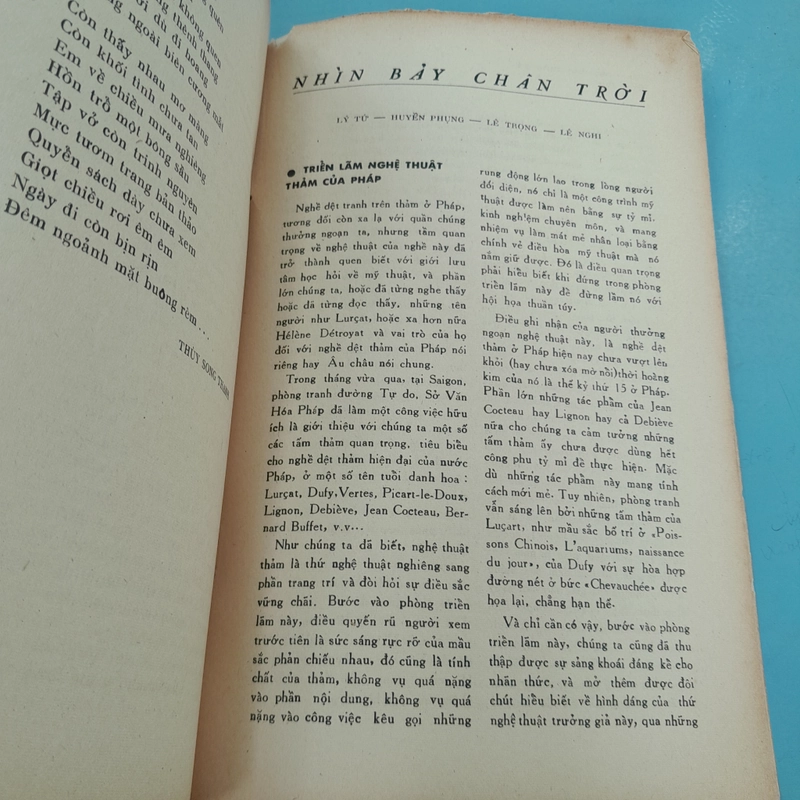 không quen
thênh thang
dù đi hoang
ngoài biên cương mãi
Còn thấy nhau mơ màng
Còn khối tình chưa tan
Em về chiều mưa nghiêng
Hồn trổ một bông sầu
Tập vở còn trinh nguyên
Mực tươm trang bản thảo
Quyển sách dày chưa xem
Giọt chiều rơi êm êm
Ngày đi còn bịn rịn
Đêm ngoảnh mặt buông rèm...
THÙY SONG THANH
NHÌN BẢY CHÂN TRỜI
LÝ TỬ — HUYỀN PHỤNG — LÊ TRỌNG — LÊ NGHI
● TRIỂN LÃM NGHỆ THUẬT
THẢM CỦA PHÁP
Nghề dệt tranh trên thảm ở Pháp,
tương đối còn xa lạ với quần chúng
thưởng ngoạn ta, nhưng tầm quan
trọng về nghệ thuật của nghề này đã
trở thành quen biết với giới lưu
tâm học hỏi về mỹ thuật, và phần
lớn chúng ta, hoặc đã từng nghe thấy
hoặc đã từng đọc thấy, những tên
người như Lurçat, hoặc xa hơn nữa
Hélène Détroyat và vai trò của họ
đối với nghề dệt thảm của Pháp nói
riêng hay Âu châu nói chung.
Trong tháng vừa qua, tại Saigon,
phòng tranh đường Tự do, Sở Văn
Hóa Pháp đã làm một công việc hữu
ích là giới thiệu với chúng ta một số
các tấm thảm quan trọng, tiêu biểu
cho nghề dệt thảm hiện đại của nước
Pháp, ở một số tên tuổi danh họa :
Lurçat, Dufy, Vertes, Picart-le-Doux,
Lignon, Debiève, Jean Cocteau, Ber-
nard Buffet, v.v...
Như chúng ta đã biết, nghệ thuật
thảm là thứ nghệ thuật nghiêng sang
phần trang trí và đòi hỏi sự điều sắc
vững chãi. Bước vào phòng triển
lãm này, điều quyến rũ người xem
trước tiên là sức sáng rực rỡ của mầu
sắc phản chiếu nhau, đó cũng là tính
chất của thảm, không vụ quá nặng
vào phần nội dung, không vụ quá
nặng vào công việc kêu gọi những
rung động lớn lao trong lòng người
đối diện, nó chỉ là một công trình mỹ
thuật được làm nên bằng sự tỷ mỉ.
kinh nghiệm chuyên môn, và mang
nhiệm vụ làm mát mẻ nhân loại bằng
chính vẻ điều hòa mỹ thuật mà nó
nắm giữ được. Đó là điều quan trọng
phải hiểu biết khi đứng trong phòng
triển lãm này để đừng lầm nó với
hội họa thuần túy.
Điều ghi nhận của người thưởng
ngoạn nghệ thuật này, là nghề dệt
thảm ở Pháp hiện nay chưa vượt lên
khỏi (hay chưa xóa mờ nổi)thời hoàng
kim của nó là thế kỷ thứ 15 ở Pháp.
Phần lớn những tác phẩm của Jean
Cocteau hay Lignon hay cả Debiève
nữa cho chúng ta cảm tưởng những
tấm thảm ấy chưa được dùng hết
công phu tỷ mỉ để thực hiện. Mặc
dù những tác phẩm này mang tính
cách mới mẻ. Tuy nhiên, phòng tranh
vẫn sáng lên bởi những tấm thảm của
Luçart, như mầu sắc bố trí ở «Pois-
sons Chinois, L'aquariums, naissance
du jour», của Dufy với sự hòa hợp
đường nét ở bức «Chevauchée» được
họa lại, chẳng hạn thế.
Và chỉ cần có vậy, bước vào phòng
triển lãm này, chúng ta cũng đã thu
thập được sự sảng khoái đáng kể cho
nhãn thức, và mở thêm được đôi
chút hiểu biết về hình dáng của thứ
nghệ thuật trưởng giả này, qua những